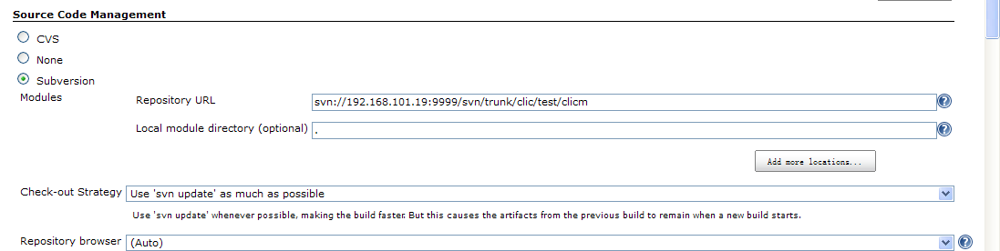 Source Code Management
CVS
None
Subversion
Modules
Repository URL
svn://192.168.101.19:9999/svn/trunk/clic/test/clicm
Local module directory (optional)
.
Add more locations...
Check-out Strategy
Use 'svn update' as much as possible
Use 'svn update' whenever possible, making the build faster. But this causes the artifacts from the previous build to remain when a new build starts.
Repository browser
(Auto)